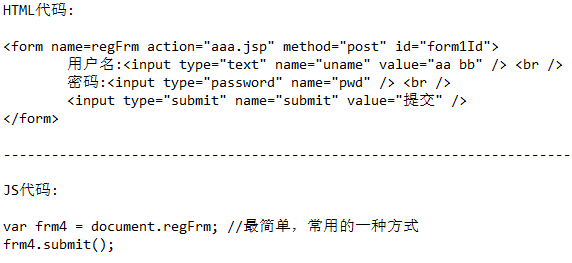 HTML代码:
<form name=regFrm action="aaa.jsp" method="post" id="form1Id">
用户名:<input type="text" name="uname" value="aa bb" /> <br />
密码:<input type="password" name="pwd" /> <br />
<input type="submit" name="submit" value="提交" />
</form>
-----------------------------------------------------------------------
JS代码:
var frm4 = document.regFrm; //最简单，常用的一种方式
frm4.submit();